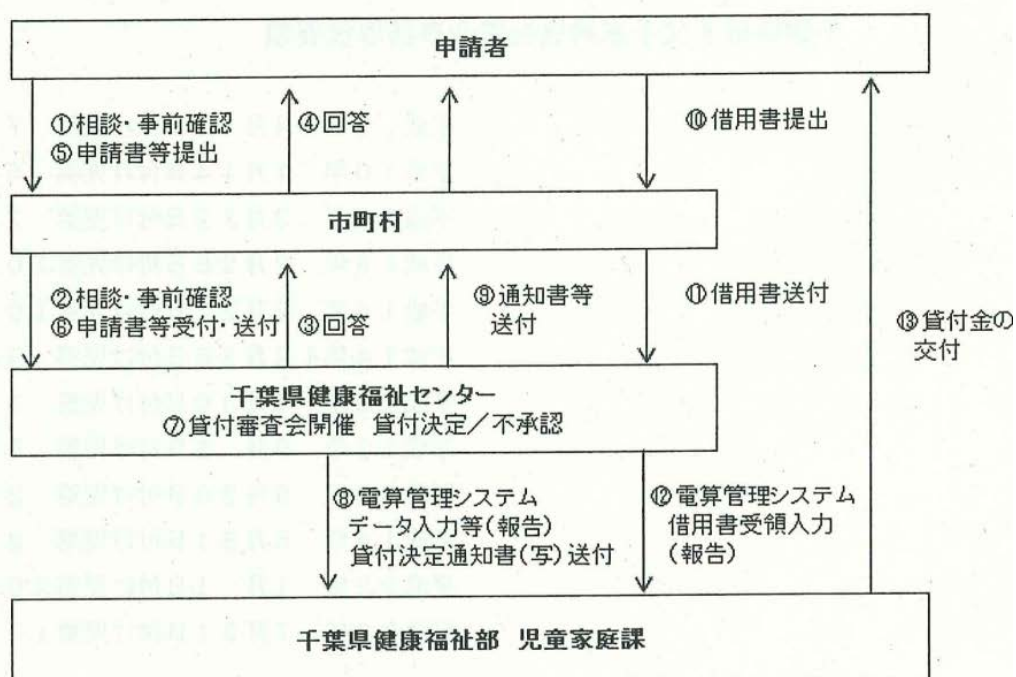 申請者
①相談・事前確認
⑤申請書等提出
④回答
⑩借用書提出
市町村
②相談・事前確認
⑥申請書等受付・送付
③回答
⑨通知書等
送付
⑪借用書送付
⑬貸付金の
交付
千葉県健康福祉センター
⑦貸付審査会開催 貸付決定/不承認
⑧電算管理システム
データ入力等(報告)
貸付決定通知書(写)送付
⑫電算管理システム
借用書受領入力
(報告)
千葉県健康福祉部 児童家庭課